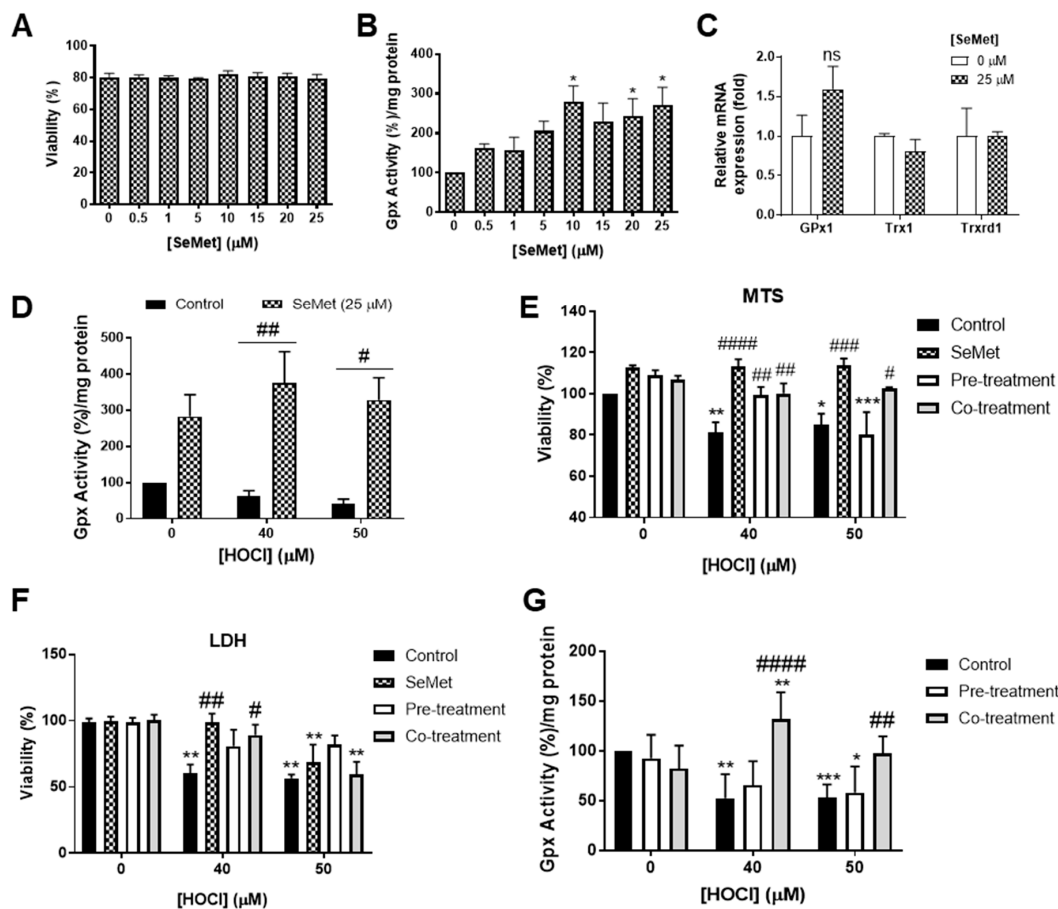 A
Viability (%)
100
80
60
40
20
0
0 0.5 1 5 10 15 20 25
[SeMet] (μM)
B
Gpx Activity (%)/mg protein
400
300
200
100
0
* * *
0 0.5 1 5 10 15 20 25
[SeMet] (μM)
C
Relative mRNA
expression (fold)
2.0
1.5
1.0
0.5
0.0
ns
[SeMet]
0 μM
25 μM
GPx1 Trx1 Trxrd1
D
Control SeMet (25 μM)
Gpx Activity (%)/mg protein
500
400
300
200
100
0
##
#
0 40 50
[HOCl] (μM)
E
MTS
Viability (%)
140
120
100
80
60
40
#### ###
## ## #
** * ***
0 40 50
[HOCl] (μM)
Control
SeMet
Pre-treatment
Co-treatment
F
LDH
Viability (%)
150
100
50
0
## #
** ** ** **
0 40 50
[HOCl] (μM)
Control
SeMet
Pre-treatment
Co-treatment
G
Gpx Activity (%)/mg protein
200
150
100
50
0
####
**
##
** *** *
0 40 50
[HOCl] (μM)
Control
Pre-treatment
Co-treatment